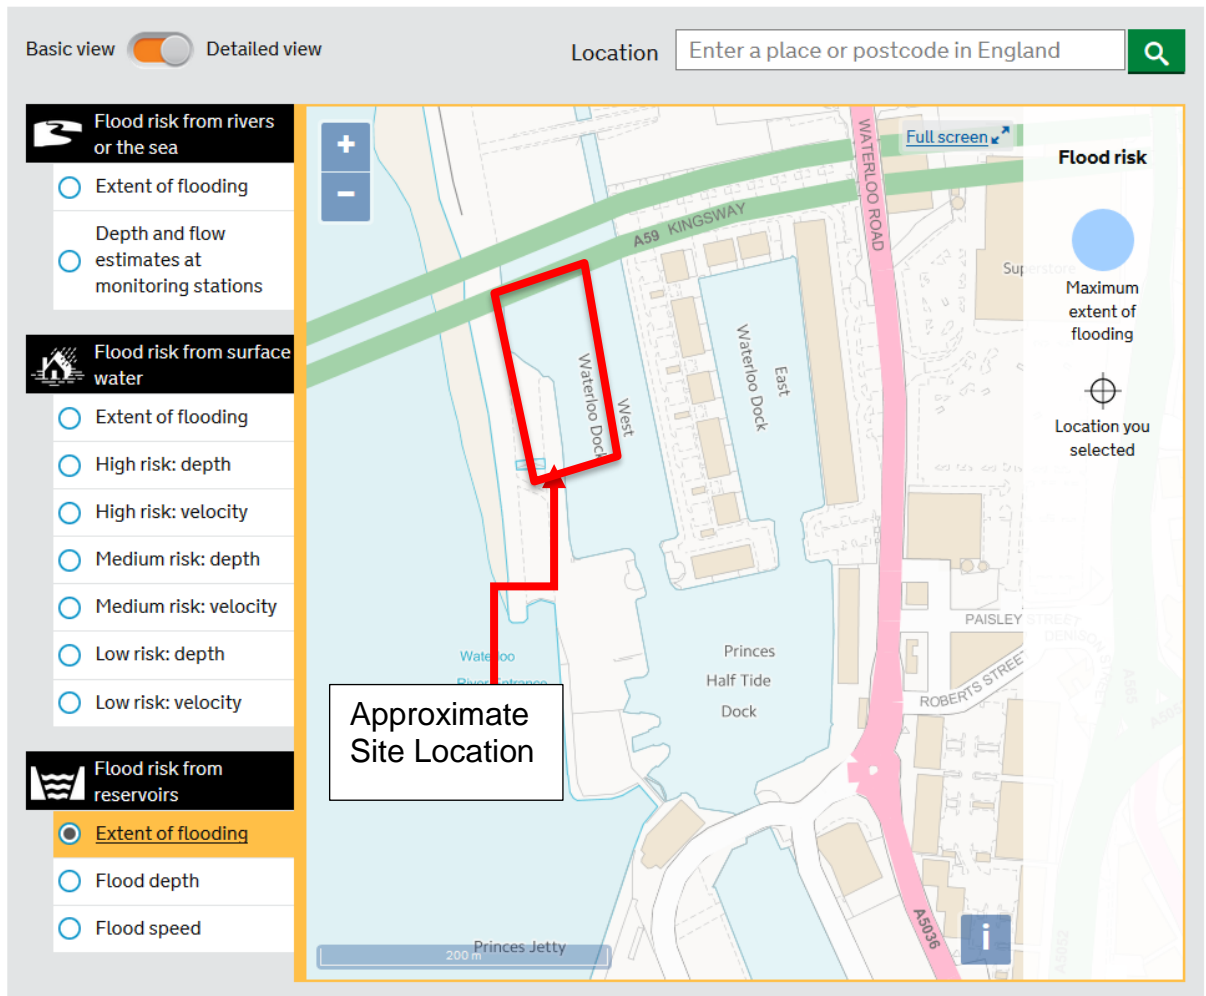 Basic view
Detailed view
Location
Enter a place or postcode in England
Flood risk from rivers
or the sea
Extent of flooding
Depth and flow
estimates at
monitoring stations
Flood risk from surface
water
Extent of flooding
High risk: depth
High risk: velocity
Medium risk: depth
Medium risk: velocity
Low risk: depth
Low risk: velocity
Flood risk from
reservoirs
Extent of flooding
Flood depth
Flood speed
+
−
Full screen
Flood risk
Maximum
extent of
flooding
Location you
selected
WATERLOO ROAD
A59 KINGSWAY
Superstore
West
Waterloo Dock
East
Waterloo Dock
PAISLEY STREET
DENISON STREET
ROBERTS STREET
Princes
Half Tide
Dock
Waterloo
River Entrance
Approximate
Site Location
A5036
A5052
Princes Jetty
200 m
i